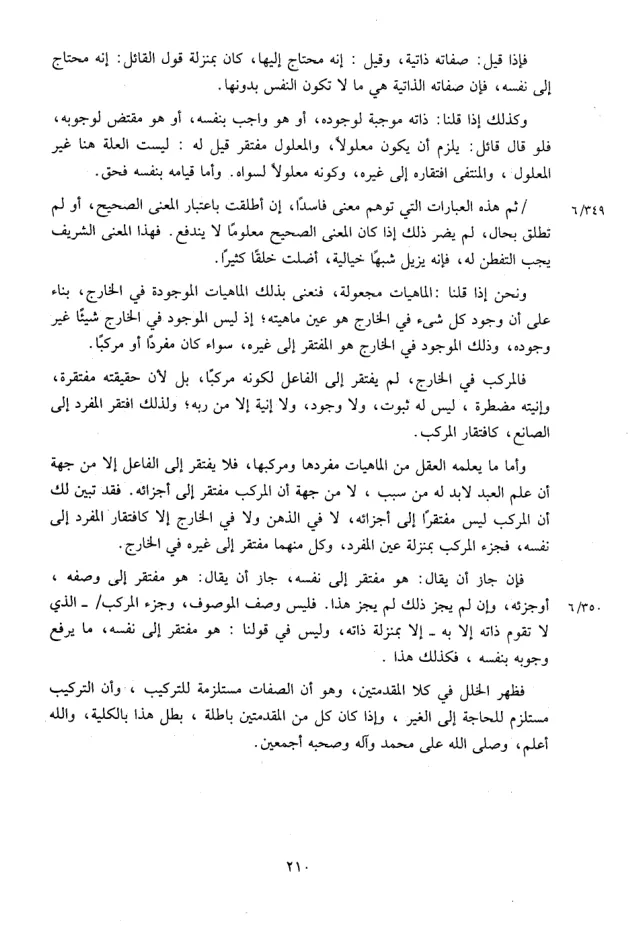 فإذا قيل: صفاته ذاتية، وقيل : إنه محتاج إليها، كان بمنزلة قول القائل: إنه محتاج
إلى نفسه، فإن صفاته الذاتية هي ما لا تكون النفس بدونها.
وكذلك إذا قلنا: ذاته موجبة لوجوده، أو هو واجب بنفسه، أو هو مقتض لوجوبه،
فلو قال قائل: يلزم أن يكون معلولاً، والمعلول مفتقر قيل له : ليست العلة هنا غير
المعلول ، والمنتفى افتقاره إلى غيره، وكونه معلولاً لسواه. وأما قيامه بنفسه فحق.
٦/٣٤٩ / ثم هذه العبارات التي توهم معنى فاسدًا، إن أطلقت باعتبار المعنى الصحيح، أو لم
تطلق بحال، لم يضر ذلك إذا كان المعنى الصحيح معلومًا لا يندفع. فهذا المعنى الشريف
يجب التفطن له، فإنه يزيل شبهًا خيالية، أضلت خلقًا كثيرًا.
ونحن إذا قلنا :الماهيات مجعولة، فنعنى بذلك الماهيات الموجودة في الخارج، بناء
على أن وجود كل شىء في الخارج هو عين ماهيته؛ إذ ليس الموجود في الخارج شيئًا غير
وجوده، وذلك الموجود في الخارج هو المفتقر إلى غيره، سواء كان مفردًا أو مركبًا.
فالمركب في الخارج، لم يفتقر إلى الفاعل لكونه مركبًا، بل لأن حقيقته مفتقرة،
وإنيته مضطرة ، ليس له ثبوت، ولا وجود، ولا إنية إلا من ربه؛ ولذلك افتقر المفرد إلى
الصانع، كافتقار المركب.
وأما ما يعلمه العقل من الماهيات مفردها ومركبها، فلا يفتقر إلى الفاعل إلا من جهة
أن علم العبد لابد له من سبب ، لا من جهة أن المركب مفتقر إلى أجزائه. فقد تبين لك
أن المركب ليس مفتقرًا إلى أجزائه، لا في الذهن ولا في الخارج إلا كافتقار المفرد إلى
نفسه، فجزء المركب بمنزلة عين المفرد، وكل منهما مفتقر إلى غيره في الخارج.
فإن جاز أن يقال: هو مفتقر إلى نفسه، جاز أن يقال: هو مفتقر إلى وصفه ،
٦/٣٥٠ أوجزئه، وإن لم يجز ذلك لم يجز هذا. فليس وصف الموصوف، وجزء المركب/ ـ الذي
لا تقوم ذاته إلا به ـ إلا بمنزلة ذاته، وليس في قولنا : هو مفتقر إلى نفسه، ما يرفع
وجوبه بنفسه ، فكذلك هذا .
فظهر الخلل في كلا المقدمتين، وهو أن الصفات مستلزمة للتركيب ، وأن التركيب
مستلزم للحاجة إلى الغير ، وإذا كان كل من المقدمتين باطلة ، بطل هذا بالكلية، والله
أعلم، وصلى الله على محمد وآله وصحبه أجمعين.
٢١٠